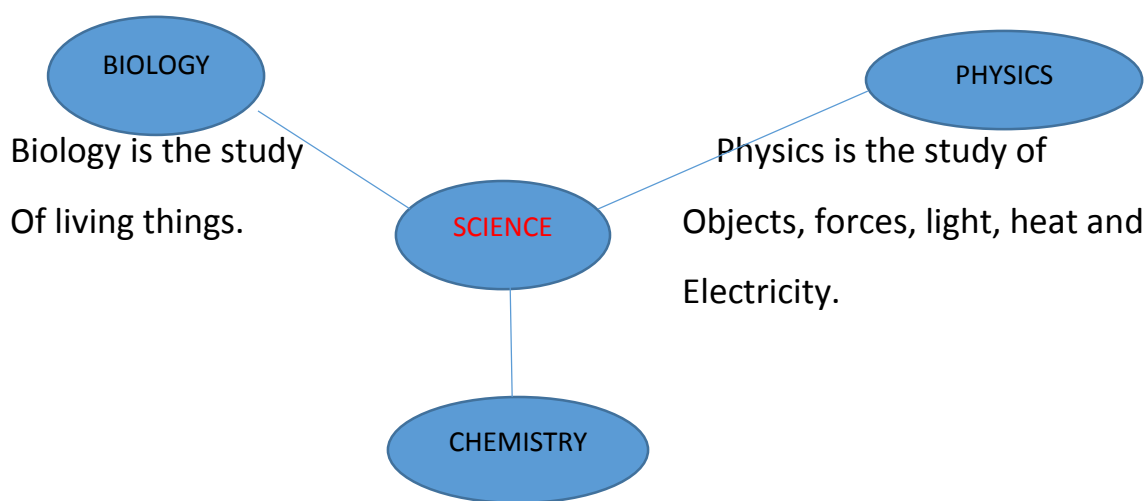 BIOLOGY
PHYSICS
Biology is the study
Of living things.
Physics is the study of
Objects, forces, light, heat and
Electricity.
SCIENCE
CHEMISTRY